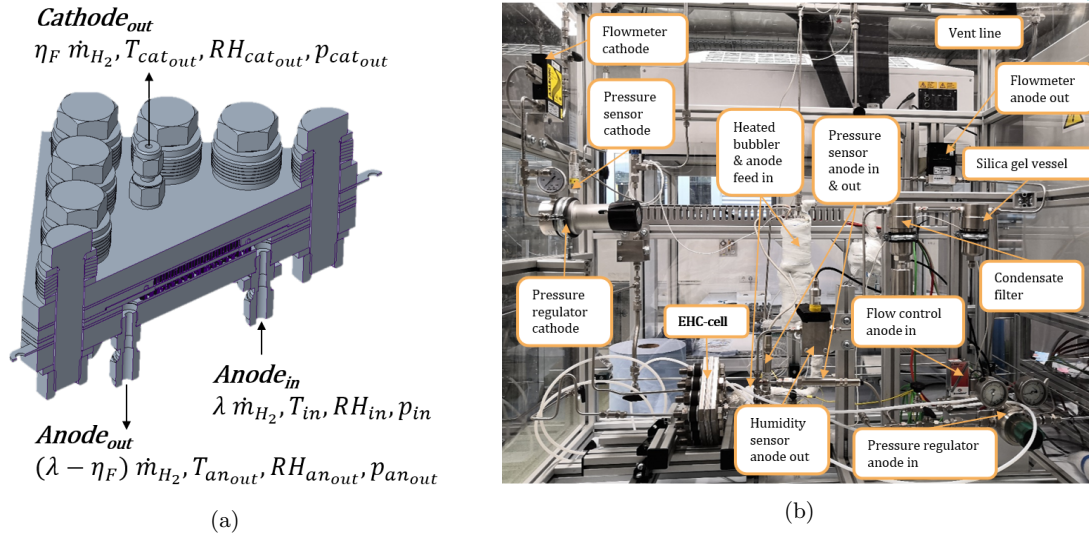 Cathode_out
η_F ṁ_H₂, T_cat_out, RH_cat_out, p_cat_out
Anode_in
λ ṁ_H₂, T_in, RH_in, p_in
Anode_out
(λ − η_F) ṁ_H₂, T_an_out, RH_an_out, p_an_out
(a)
Flowmeter
cathode
Vent line
Flowmeter
anode out
Pressure
sensor
cathode
Heated
bubbler
& anode
feed in
Pressure
sensor
anode in
& out
Silica gel vessel
Pressure
regulator
cathode
Condensate
filter
EHC-cell
Flow control
anode in
Humidity
sensor
anode out
Pressure regulator
anode in
(b)